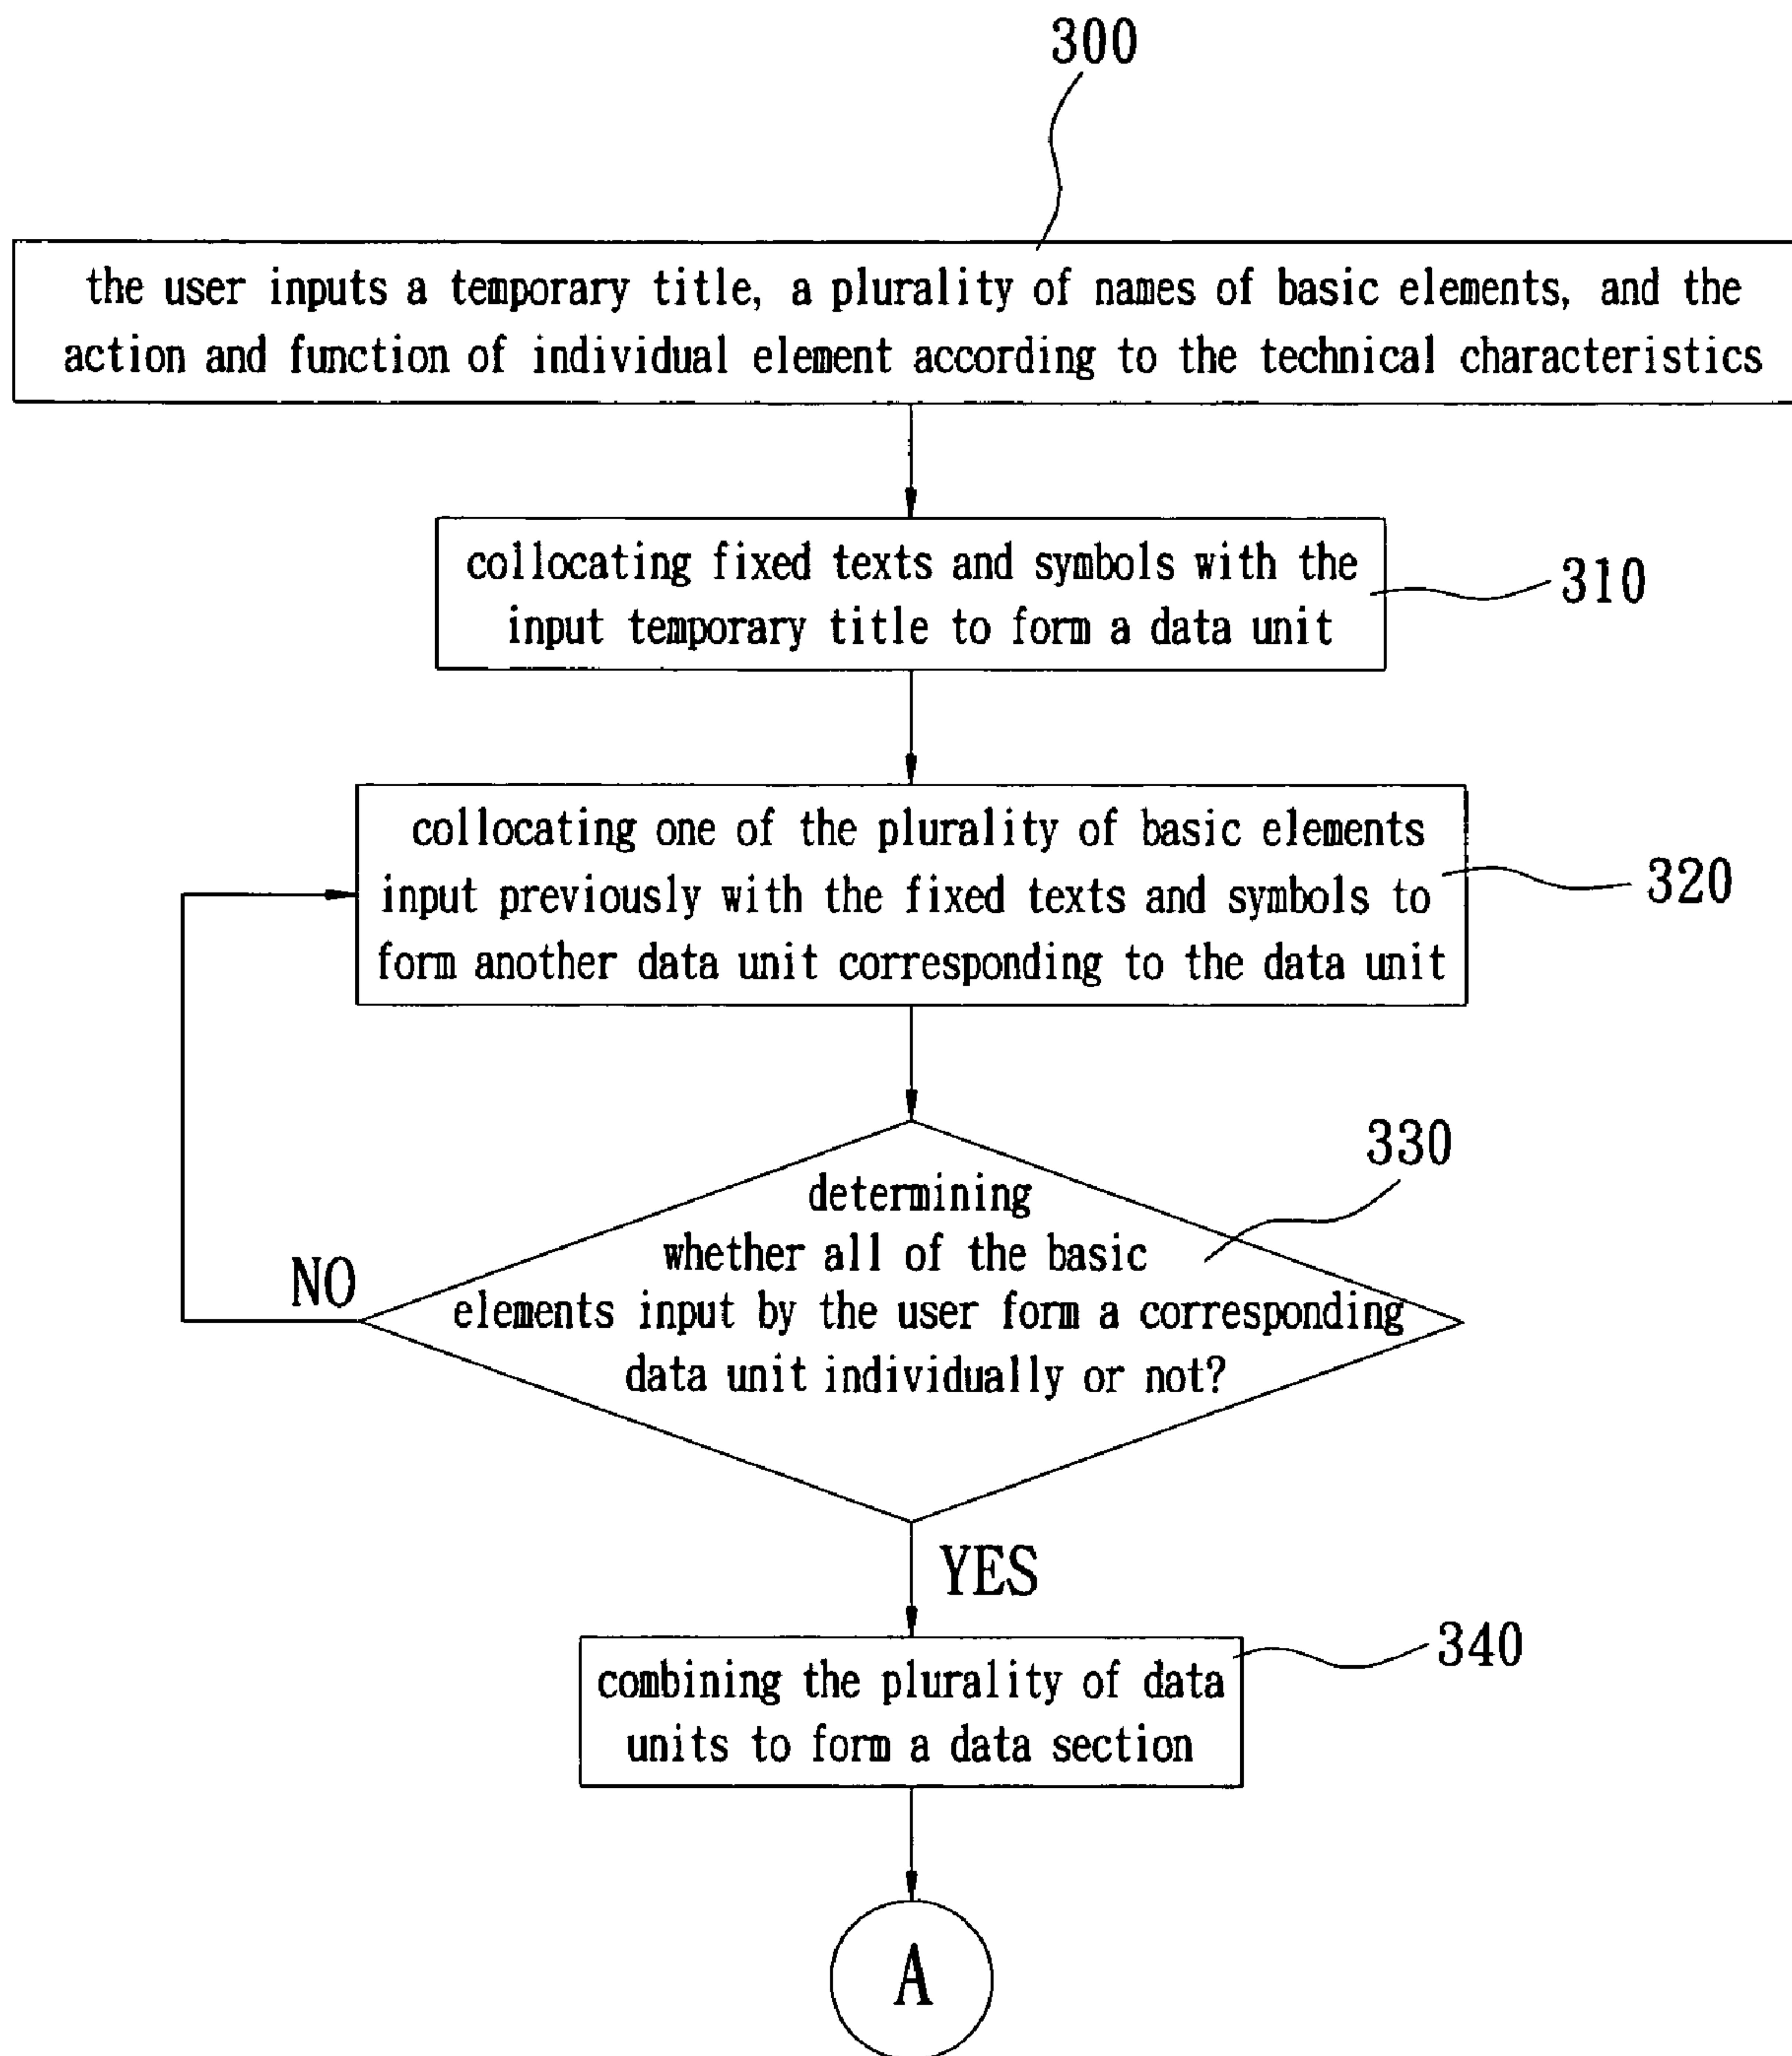 300
the user inputs a temporary title, a plurality of names of basic elements, and the
action and function of individual element according to the technical characteristics
collocating fixed texts and symbols with the
input temporary title to form a data unit
310
collocating one of the plurality of basic elements
input previously with the fixed texts and symbols to
form another data unit corresponding to the data unit
320
330
determining
whether all of the basic
elements input by the user form a corresponding
data unit individually or not?
NO
YES
340
combining the plurality of data
units to form a data section
A